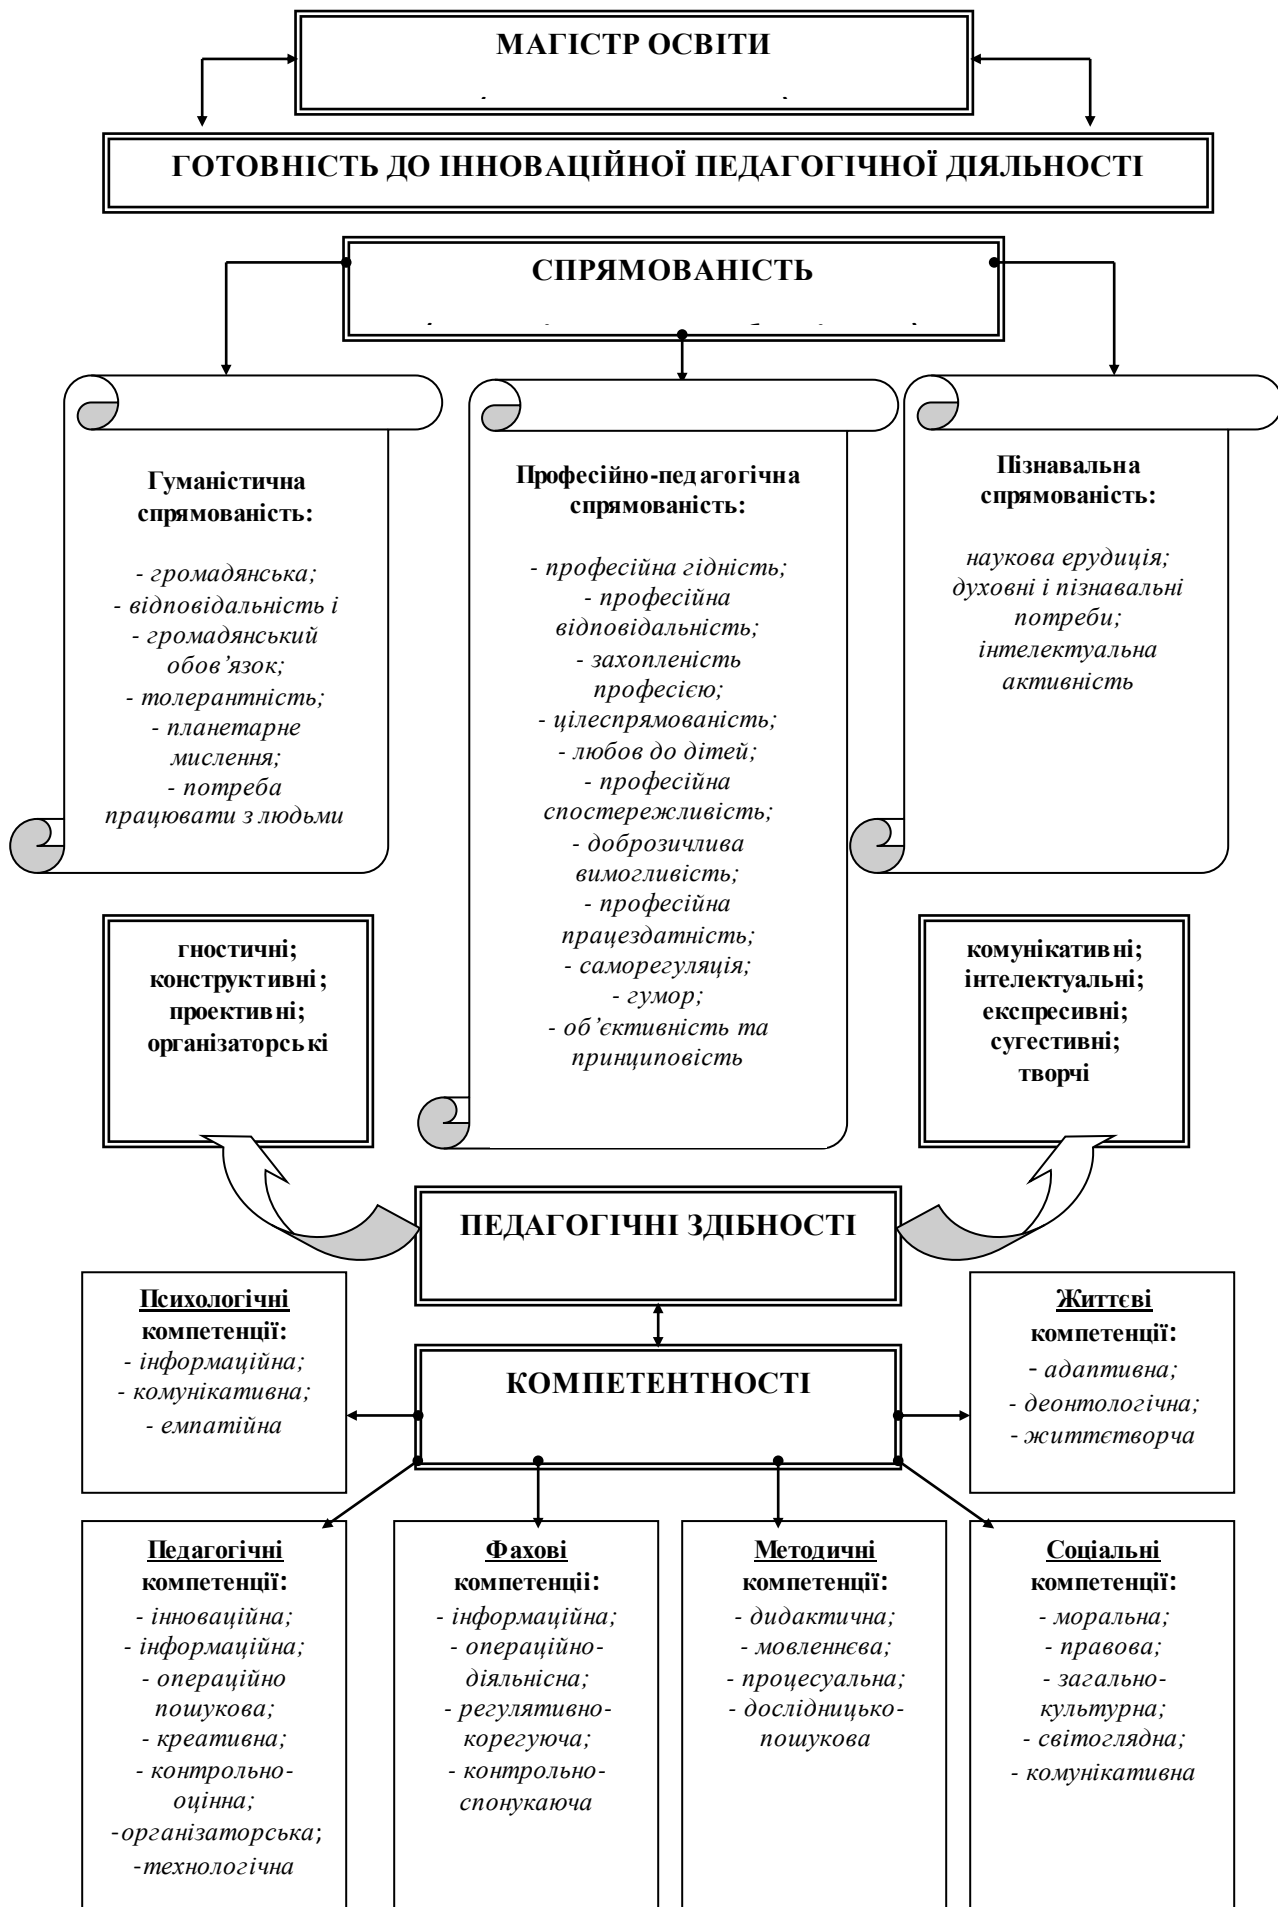 МАГІСТР ОСВІТИ
ГОТОВНІСТЬ ДО ІННОВАЦІЙНОЇ ПЕДАГОГІЧНОЇ ДІЯЛЬНОСТІ
СПРЯМОВАНІСТЬ
Гуманістична
спрямованість:
- громадянська;
- відповідальність і
- громадянський
обов’язок;
- толерантність;
- планетарне
мислення;
- потреба
працювати з людьми
Професійно-педагогічна
спрямованість:
- професійна гідність;
- професійна
відповідальність;
- захопленість
професією;
- цілеспрямованість;
- любов до дітей;
- професійна
спостережливість;
- доброзичлива
вимогливість;
- професійна
працездатність;
- саморегуляція;
- гумор;
- об’єктивність та
принциповість
Пізнавальна
спрямованість:
наукова ерудиція;
духовні і пізнавальні
потреби;
інтелектуальна
активність
гностичні;
конструктивні;
проективні;
організаторські
комунікативні;
інтелектуальні;
експресивні;
сугестивні;
творчі
ПЕДАГОГІЧНІ ЗДІБНОСТІ
Психологічні
компетенції:
- інформаційна;
- комунікативна;
- емпатійна
КОМПЕТЕНТНОСТІ
Життєві
компетенції:
- адаптивна;
- деонтологічна;
- життєтворча
Педагогічні
компетенції:
- інноваційна;
- інформаційна;
- операційно
пошукова;
- креативна;
- контрольно-
оцінна;
-організаторська;
-технологічна
Фахові
компетенціі:
- інформаційна;
- операційно-
діяльнісна;
- регулятивно-
корегуюча;
- контрольно-
спонукаюча
Методичні
компетенції:
- дидактична;
- мовленнєва;
- процесуальна;
- дослідницько-
пошукова
Соціальні
компетенції:
- моральна;
- правова;
- загально-
культурна;
- світоглядна;
- комунікативна